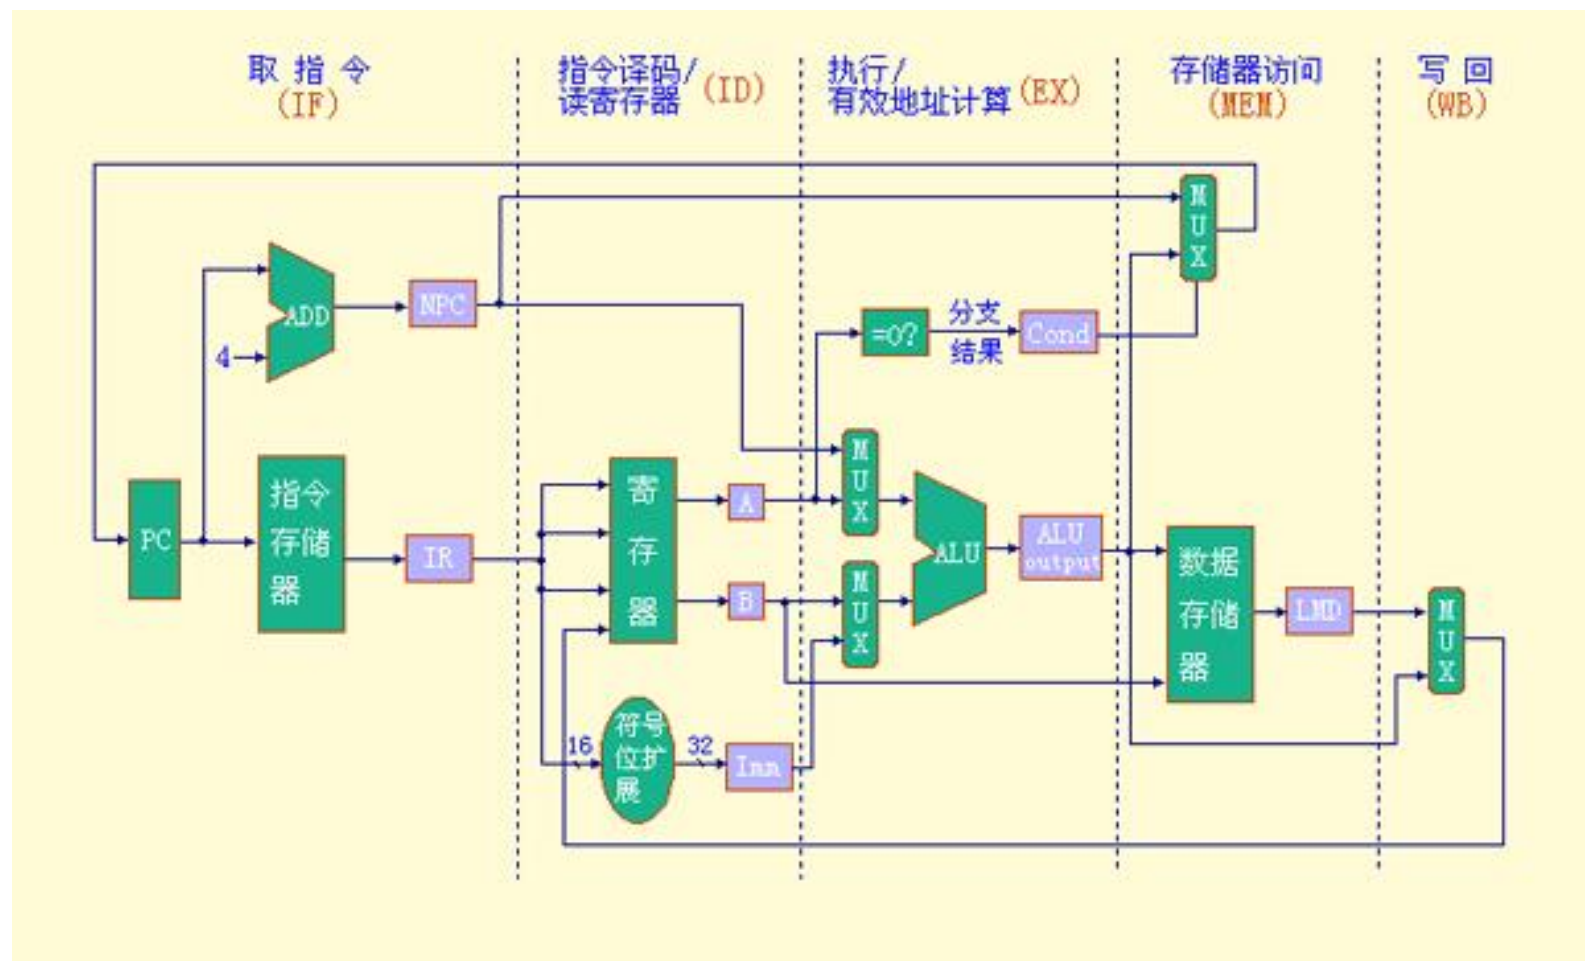 取 指 令
(IF)
指令译码/
读寄存器
(ID)
执行/
有效地址计算
(EX)
存储器访问
(MEM)
写 回
(WB)
MUX
ADD
NPC
4
=0?
分支
结果
Cond
PC
指令
存储
器
IR
寄
存
器
A
B
MUX
MUX
ALU
ALU
output
数据
存储
器
LMD
MUX
16
符号
位扩
展
32
Imm